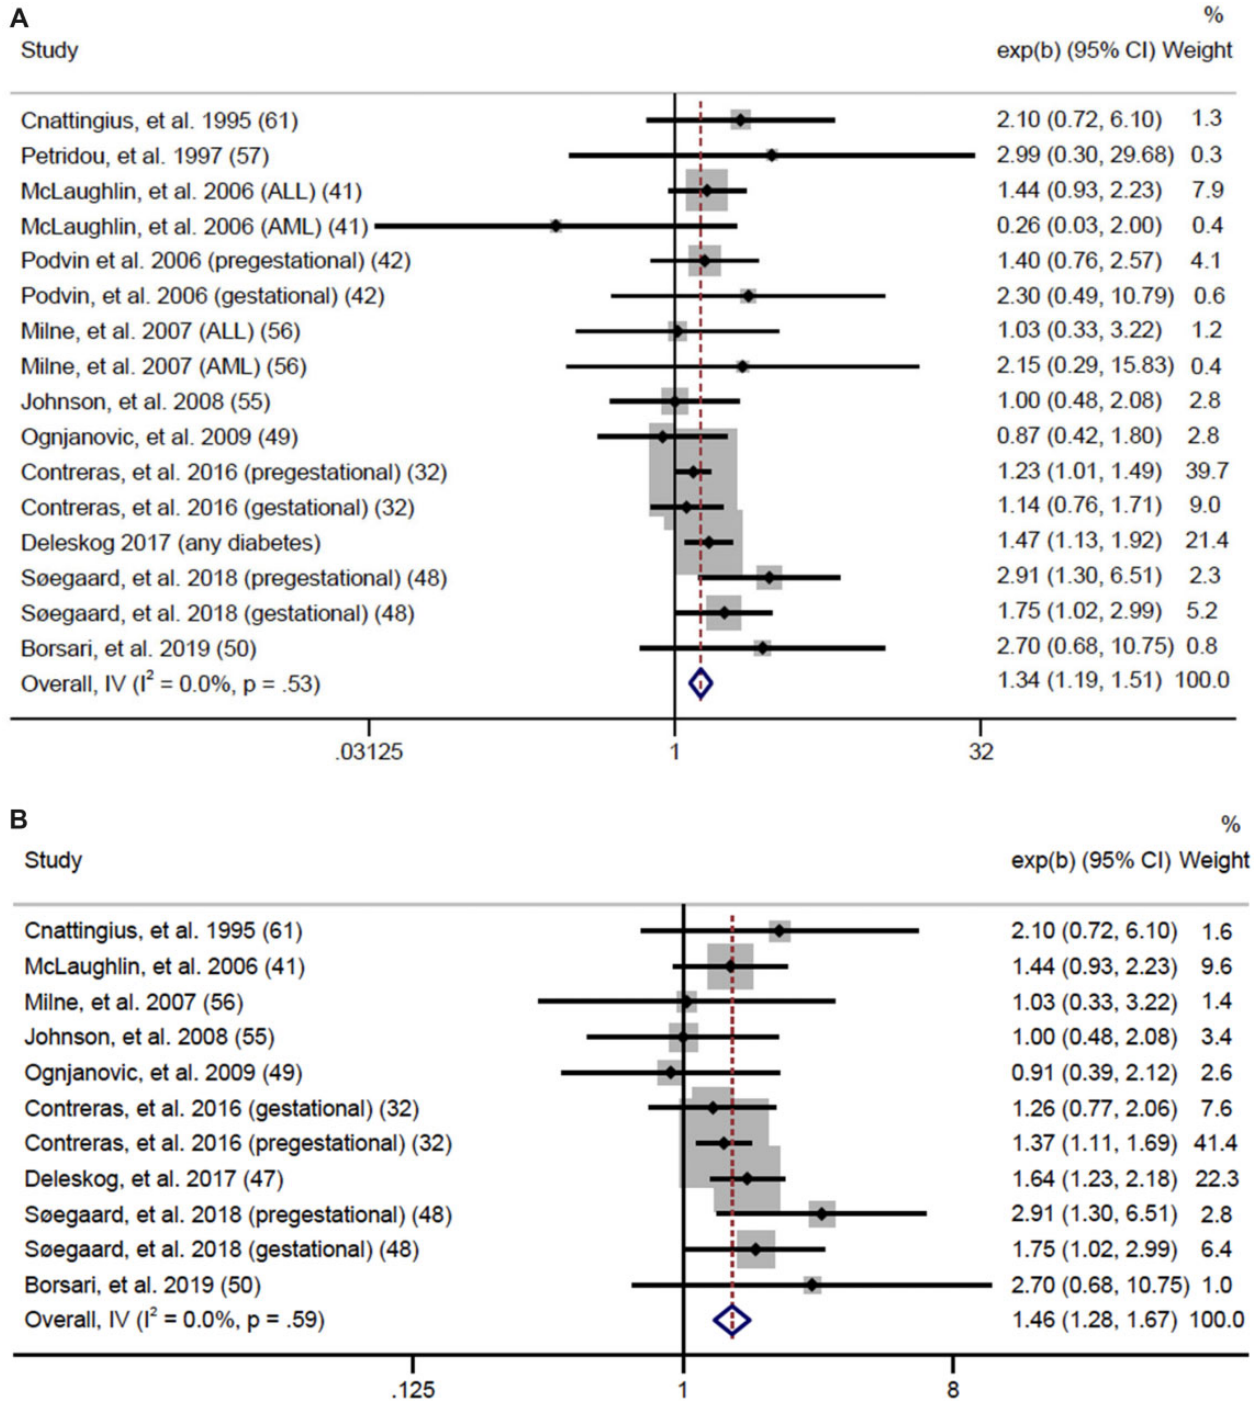 A
%
Study exp(b) (95% CI) Weight
Cnattingius, et al. 1995 (61) 2.10 (0.72, 6.10) 1.3
Petridou, et al. 1997 (57) 2.99 (0.30, 29.68) 0.3
McLaughlin, et al. 2006 (ALL) (41) 1.44 (0.93, 2.23) 7.9
McLaughlin, et al. 2006 (AML) (41) 0.26 (0.03, 2.00) 0.4
Podvin et al. 2006 (pregestational) (42) 1.40 (0.76, 2.57) 4.1
Podvin, et al. 2006 (gestational) (42) 2.30 (0.49, 10.79) 0.6
Milne, et al. 2007 (ALL) (56) 1.03 (0.33, 3.22) 1.2
Milne, et al. 2007 (AML) (56) 2.15 (0.29, 15.83) 0.4
Johnson, et al. 2008 (55) 1.00 (0.48, 2.08) 2.8
Ognjanovic, et al. 2009 (49) 0.87 (0.42, 1.80) 2.8
Contreras, et al. 2016 (pregestational) (32) 1.23 (1.01, 1.49) 39.7
Contreras, et al. 2016 (gestational) (32) 1.14 (0.76, 1.71) 9.0
Deleskog 2017 (any diabetes) 1.47 (1.13, 1.92) 21.4
Søegaard, et al. 2018 (pregestational) (48) 2.91 (1.30, 6.51) 2.3
Søegaard, et al. 2018 (gestational) (48) 1.75 (1.02, 2.99) 5.2
Borsari, et al. 2019 (50) 2.70 (0.68, 10.75) 0.8
Overall, IV (I² = 0.0%, p = .53) 1.34 (1.19, 1.51) 100.0
.03125 1 32
B
%
Study exp(b) (95% CI) Weight
Cnattingius, et al. 1995 (61) 2.10 (0.72, 6.10) 1.6
McLaughlin, et al. 2006 (41) 1.44 (0.93, 2.23) 9.6
Milne, et al. 2007 (56) 1.03 (0.33, 3.22) 1.4
Johnson, et al. 2008 (55) 1.00 (0.48, 2.08) 3.4
Ognjanovic, et al. 2009 (49) 0.91 (0.39, 2.12) 2.6
Contreras, et al. 2016 (gestational) (32) 1.26 (0.77, 2.06) 7.6
Contreras, et al. 2016 (pregestational) (32) 1.37 (1.11, 1.69) 41.4
Deleskog, et al. 2017 (47) 1.64 (1.23, 2.18) 22.3
Søegaard, et al. 2018 (pregestational) (48) 2.91 (1.30, 6.51) 2.8
Søegaard, et al. 2018 (gestational) (48) 1.75 (1.02, 2.99) 6.4
Borsari, et al. 2019 (50) 2.70 (0.68, 10.75) 1.0
Overall, IV (I² = 0.0%, p = .59) 1.46 (1.28, 1.67) 100.0
.125 1 8